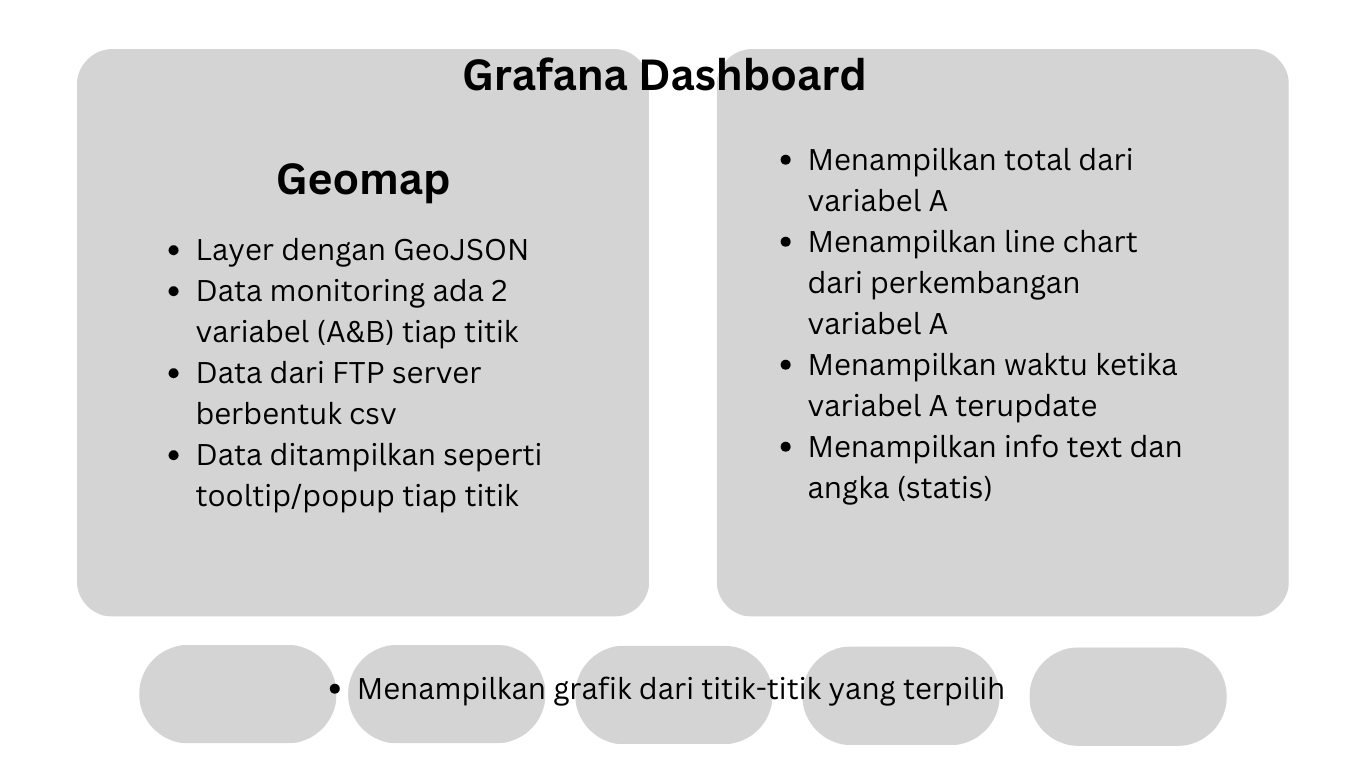 Grafana Dashboard
Geomap
• Layer dengan GeoJSON
• Data monitoring ada 2
variabel (A&B) tiap titik
• Data dari FTP server
berbentuk csv
• Data ditampilkan seperti
tooltip/popup tiap titik
• Menampilkan total dari
variabel A
• Menampilkan line chart
dari perkembangan
variabel A
• Menampilkan waktu ketika
variabel A terupdate
• Menampilkan info text dan
angka (statis)
• Menampilkan grafik dari titik-titik yang terpilih